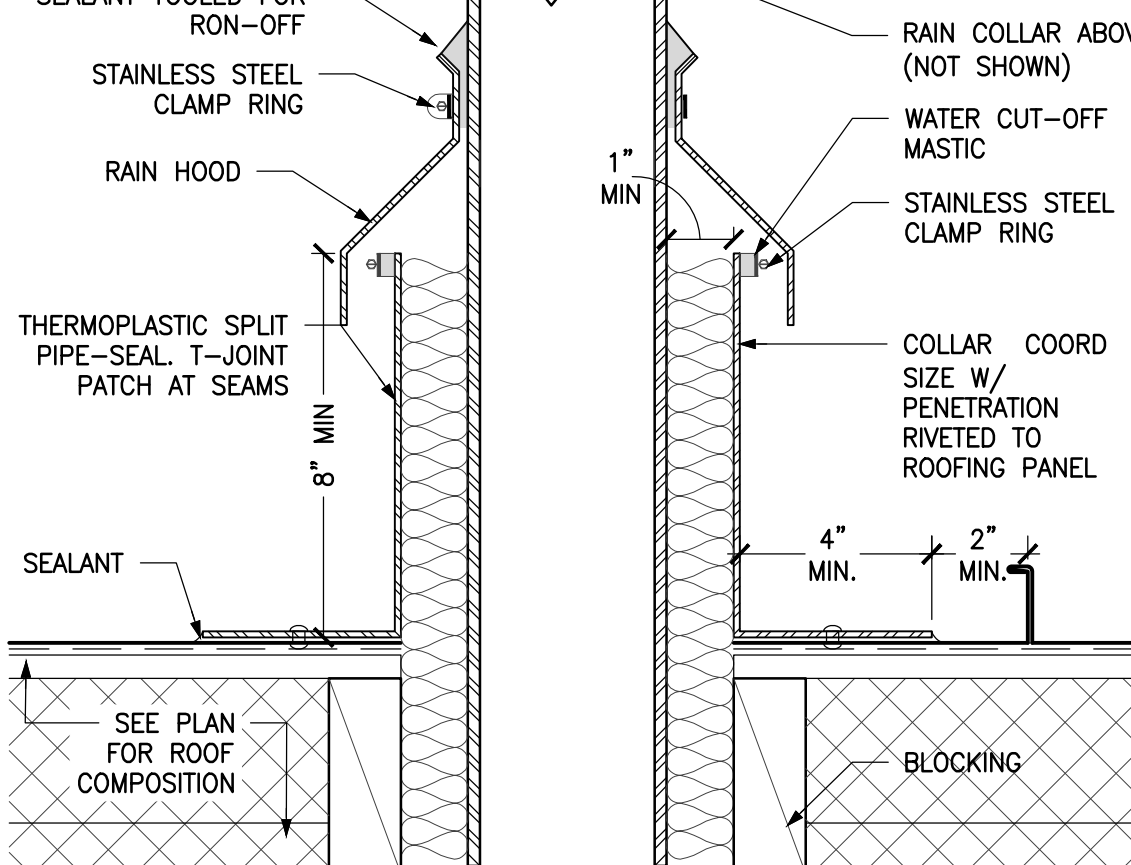 SEALANT TOOLED FOR
RON-OFF
STAINLESS STEEL
CLAMP RING
RAIN HOOD
THERMOPLASTIC SPLIT
PIPE-SEAL. T-JOINT
PATCH AT SEAMS
8" MIN
SEALANT
SEE PLAN
FOR ROOF
COMPOSITION
1"
MIN
RAIN COLLAR ABOV
(NOT SHOWN)
WATER CUT-OFF
MASTIC
STAINLESS STEEL
CLAMP RING
COLLAR COORD
SIZE W/
PENETRATION
RIVETED TO
ROOFING PANEL
4"
MIN.
2"
MIN.
BLOCKING